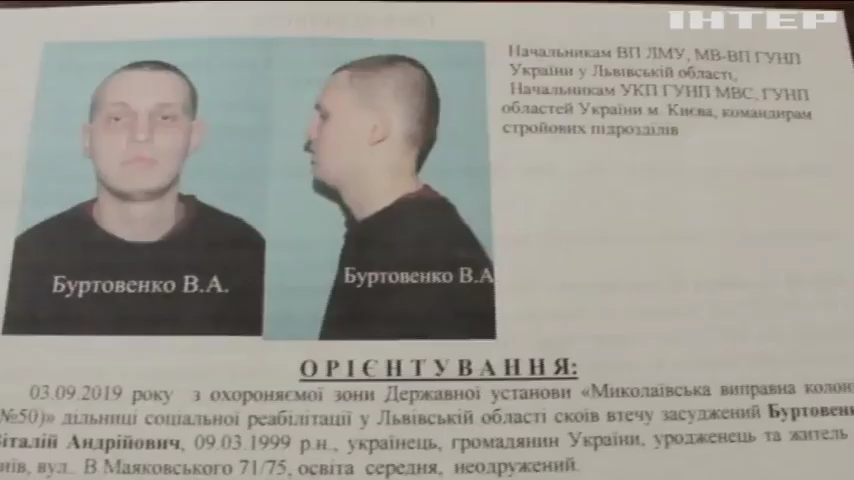 ІНТЕР
Начальникам ВП ЛМУ, МВ-ВП ГУНП
України у Львівській області,
Начальникам УКП ГУНП МВС, ГУНП
областей України м. Києва, командирам
стройових підрозділів
Буртовенко В.А.
Буртовенко В.А
ОРІЄНТУВАННЯ:
03.09.2019 року з охороняємої зони Державної установи «Миколаївська виправна колон
№50)» дільниці соціальної реабілітації у Львівській області скоїв втечу засуджений Буртовен
італій Андрійович, 09.03.1999 р.н., українець, громадянин України, уродженець та житель
иїв, вул. В.Маяковського 71/75, освіта середня, неодружений.